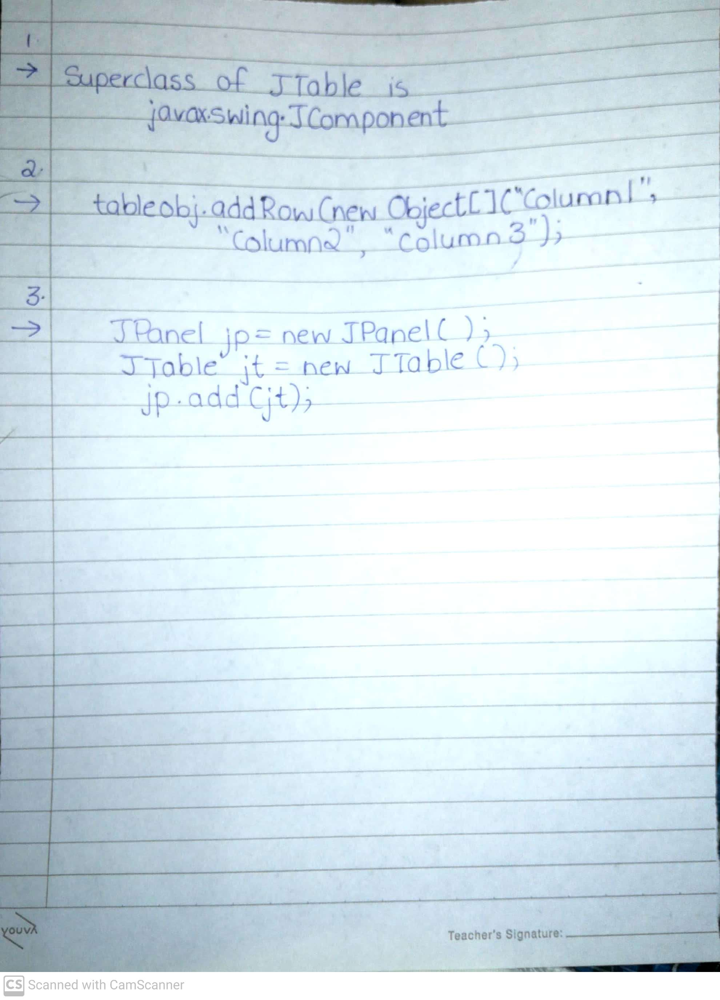 1.
→ Superclass of JTable is
javax.swing.JComponent
2.
→ tableobj.addRow(new Object[]("Column1",
"Column2", "Column3");
3.
→ JPanel jp = new JPanel();
JTable jt = new JTable();
jp.add(jt);
youva
Teacher's Signature:
CS Scanned with CamScanner